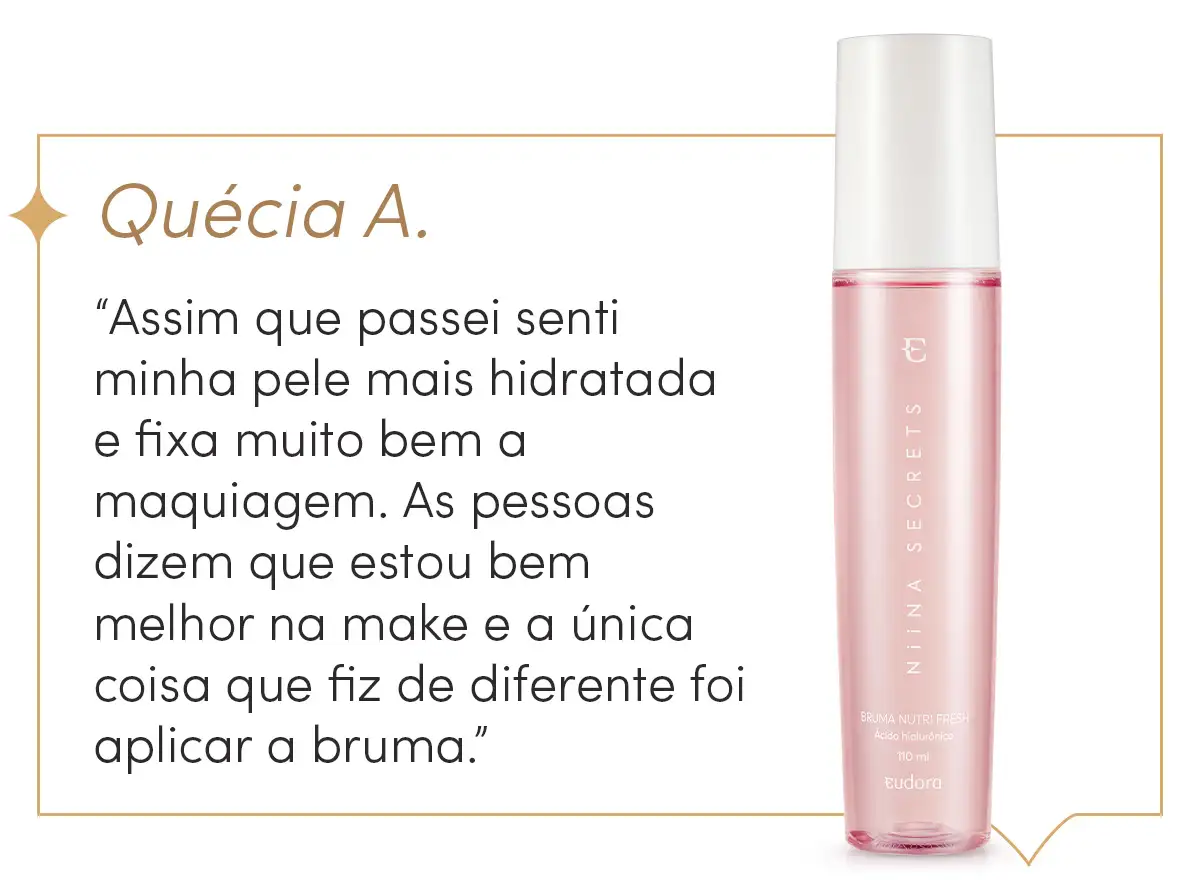 Quécia A.
“Assim que passei senti
minha pele mais hidratada
e fixa muito bem a
maquiagem. As pessoas
dizem que estou bem
melhor na make e a única
coisa que fiz de diferente foi
aplicar a bruma.”
E
NiiNA SECRETS
BRUMA NUTRI FRESH
Ácido hialurônico
110 ml
eudora